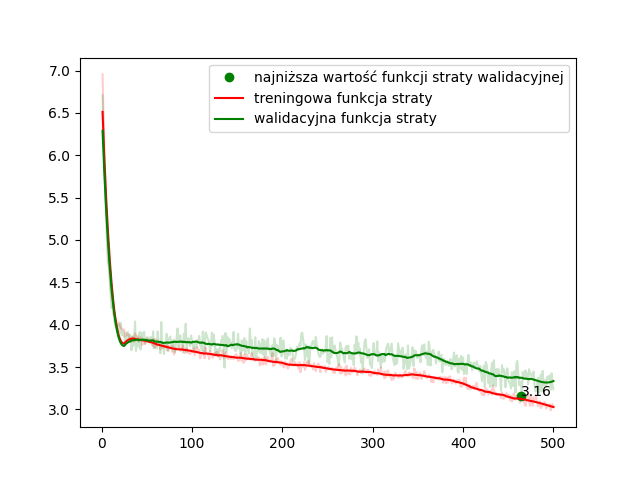 7.0
6.5
6.0
5.5
5.0
4.5
4.0
3.5
3.0
najniższa wartość funkcji straty walidacyjnej
treningowa funkcja straty
walidacyjna funkcja straty
3.16
0 100 200 300 400 500